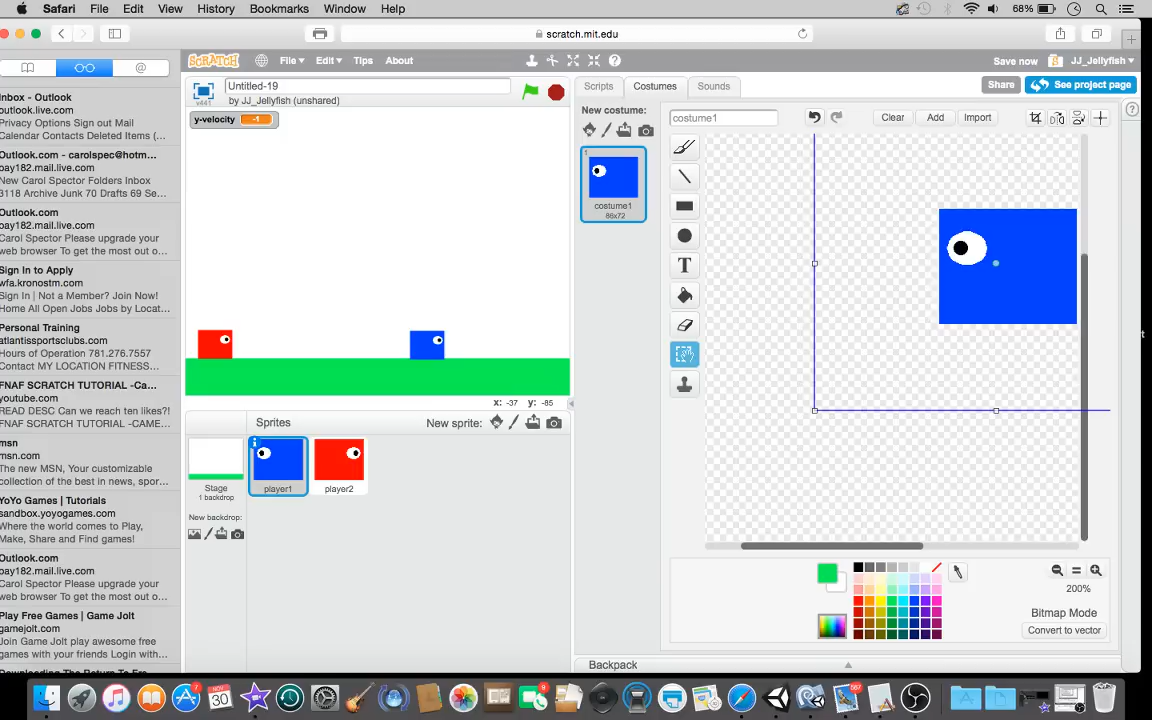 Safari File Edit View History Bookmarks Window Help 68%
scratch.mit.edu
@
SCRATCH File Edit Tips About Save now JJ_Jellyfish
Inbox - Outlook
outlook.live.com
Privacy Options Sign out Mail
Calendar Contacts Deleted Items (...
Outlook.com - carolspec@hotm...
bay182.mail.live.com
New Carol Spector Folders Inbox
3118 Archive Junk 70 Drafts 69 Se...
Outlook.com
bay182.mail.live.com
Carol Spector Please upgrade your
web browser To get the most out o...
Sign In to Apply
wfa.kronostm.com
Sign In | Not a Member? Join Now!
Home All Open Jobs Jobs by Locat...
Personal Training
atlantissportsclubs.com
Hours of Operation 781.276.7557
Contact MY LOCATION FITNESS...
FNAF SCRATCH TUTORIAL -Ca...
youtube.com
READ DESC Can we reach ten likes?!
FNAF SCRATCH TUTORIAL -CAME...
msn
msn.com
The new MSN, Your customizable
collection of the best in news, spor...
YoYo Games | Tutorials
sandbox.yoyogames.com
Where the world comes to Play,
Make, Share and Find games!
Outlook.com
bay182.mail.live.com
Carol Spector Please upgrade your
web browser To get the most out o...
Play Free Games | Game Jolt
gamejolt.com
Join Game Jolt play awesome free
games with your friends Login with...
Untitled-19
by JJ_Jellyfish (unshared)
v441
y-velocity -1
x: -37 y: -85
Sprites New sprite:
Stage
1 backdrop
New backdrop:
player1
player2
Scripts Costumes Sounds
Share See project page
New costume:
1
costume1
86x72
costume1 Clear Add Import
T
200%
Bitmap Mode
Convert to vector
Backpack
NOV
30